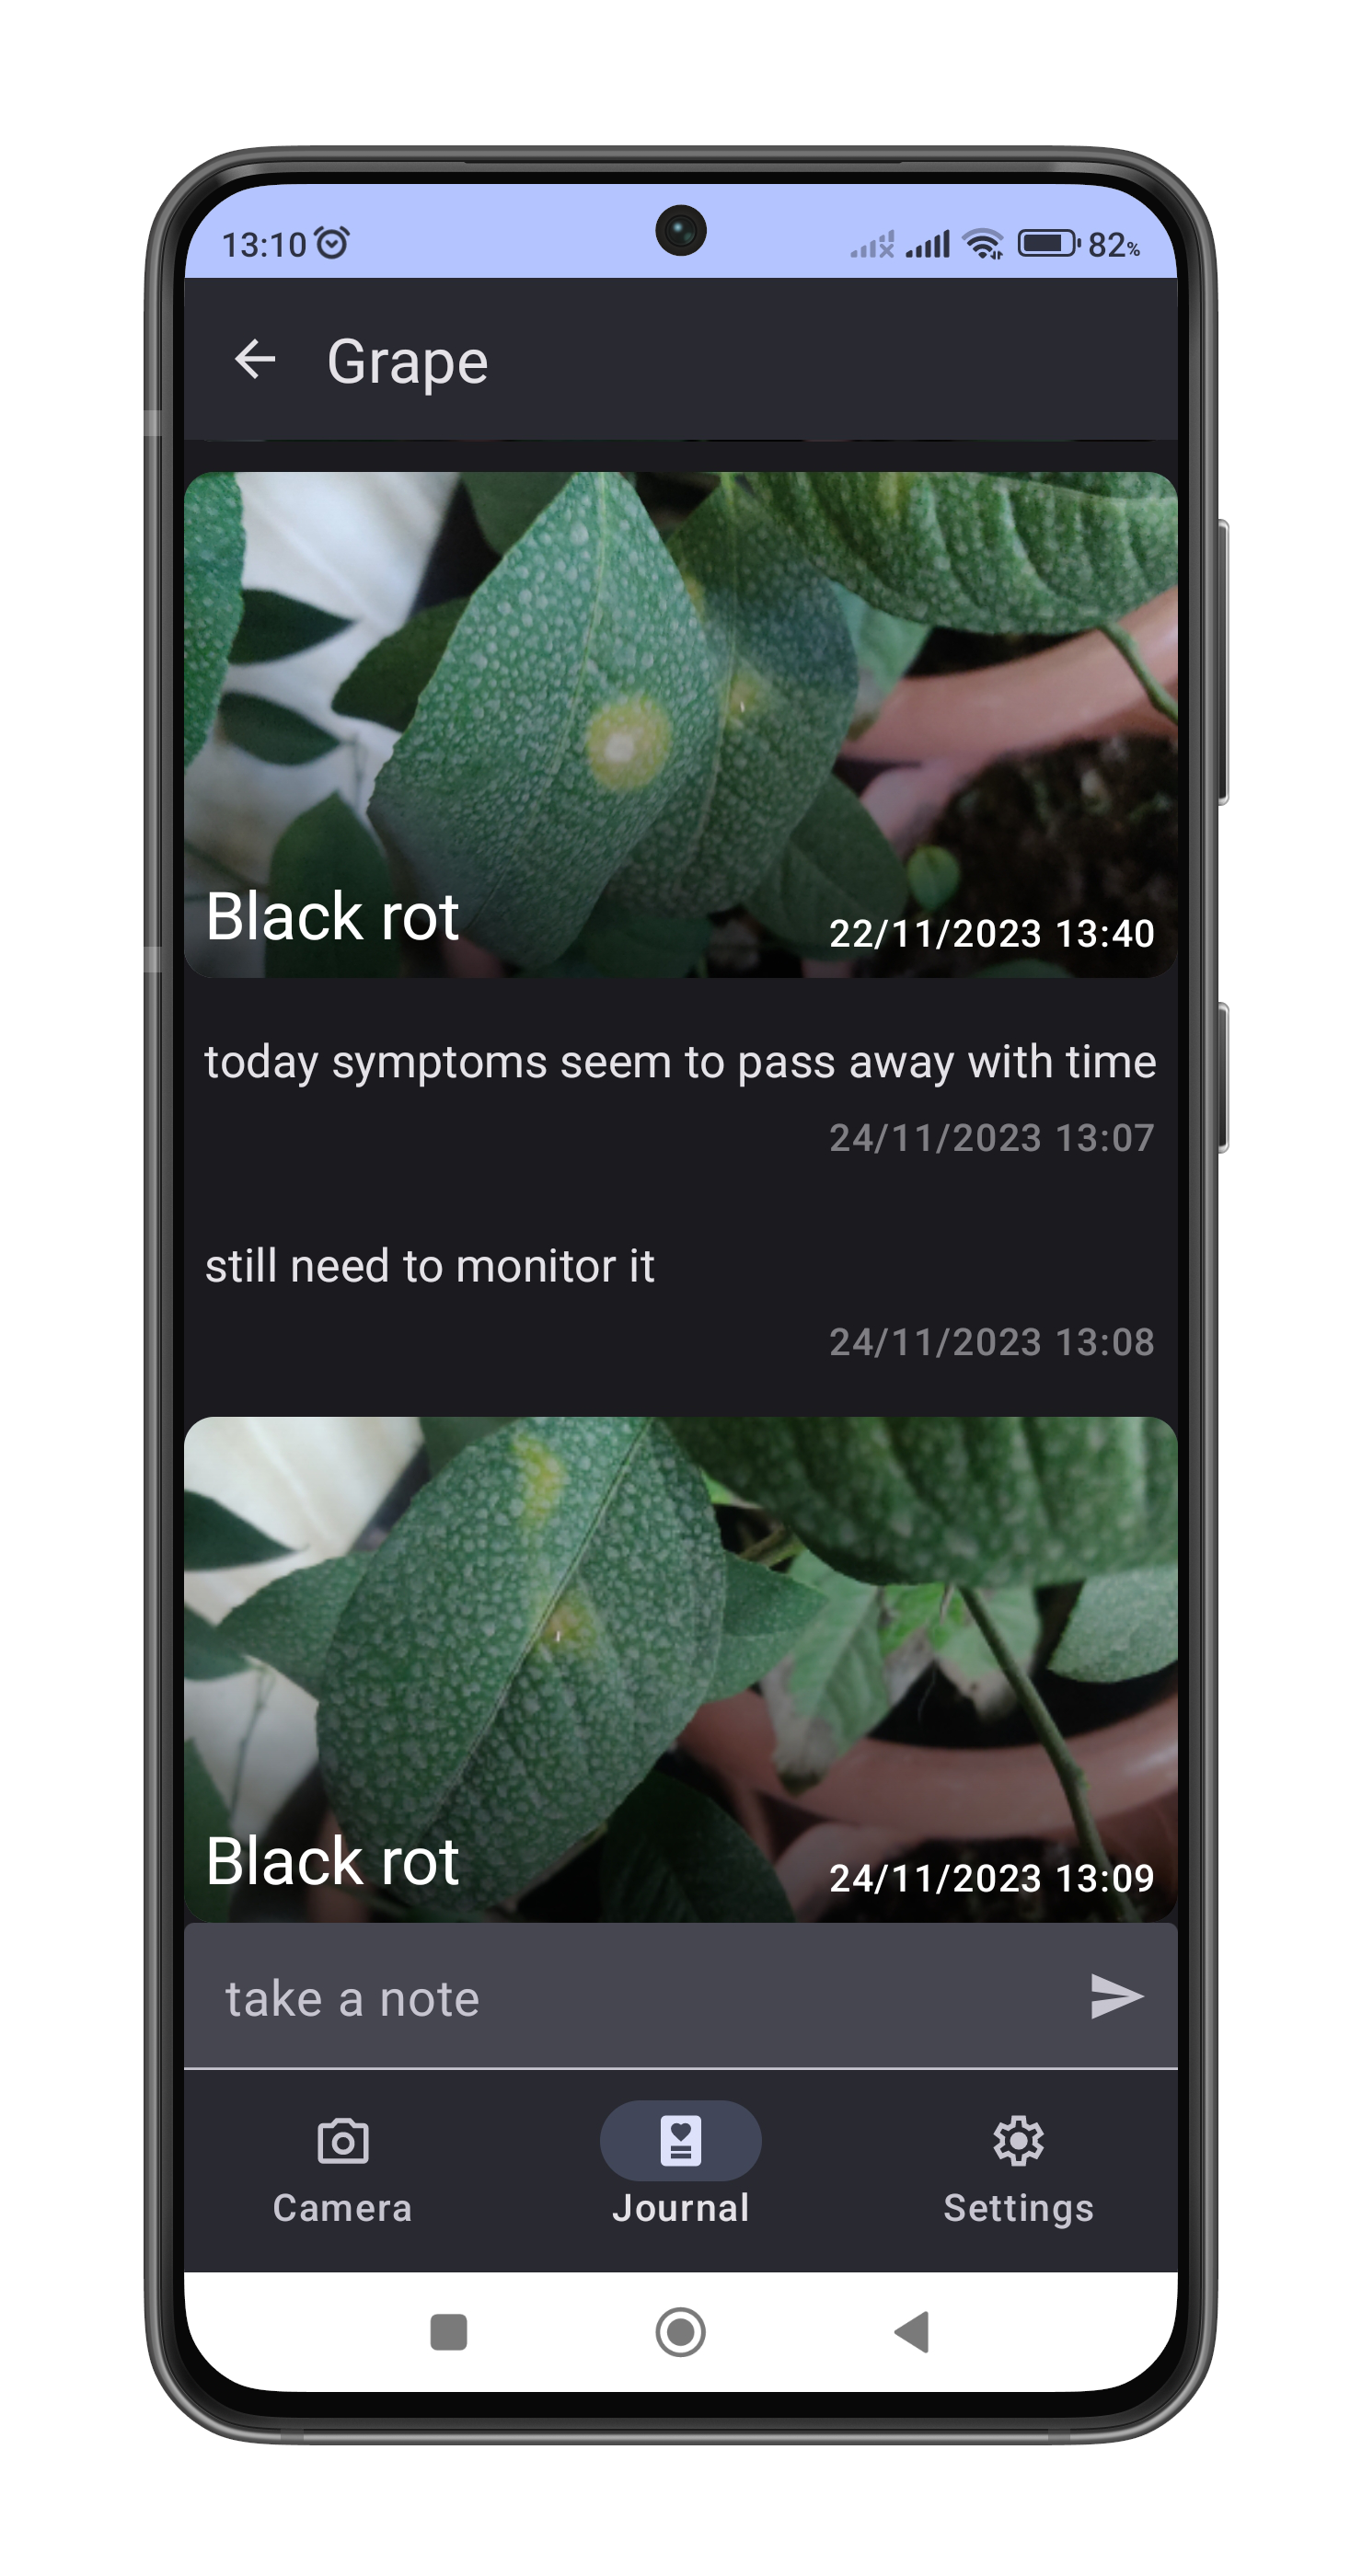 13:10 82%
Grape
Black rot 22/11/2023 13:40
today symptoms seem to pass away with time
24/11/2023 13:07
still need to monitor it
24/11/2023 13:08
Black rot 24/11/2023 13:09
take a note
Camera Journal Settings